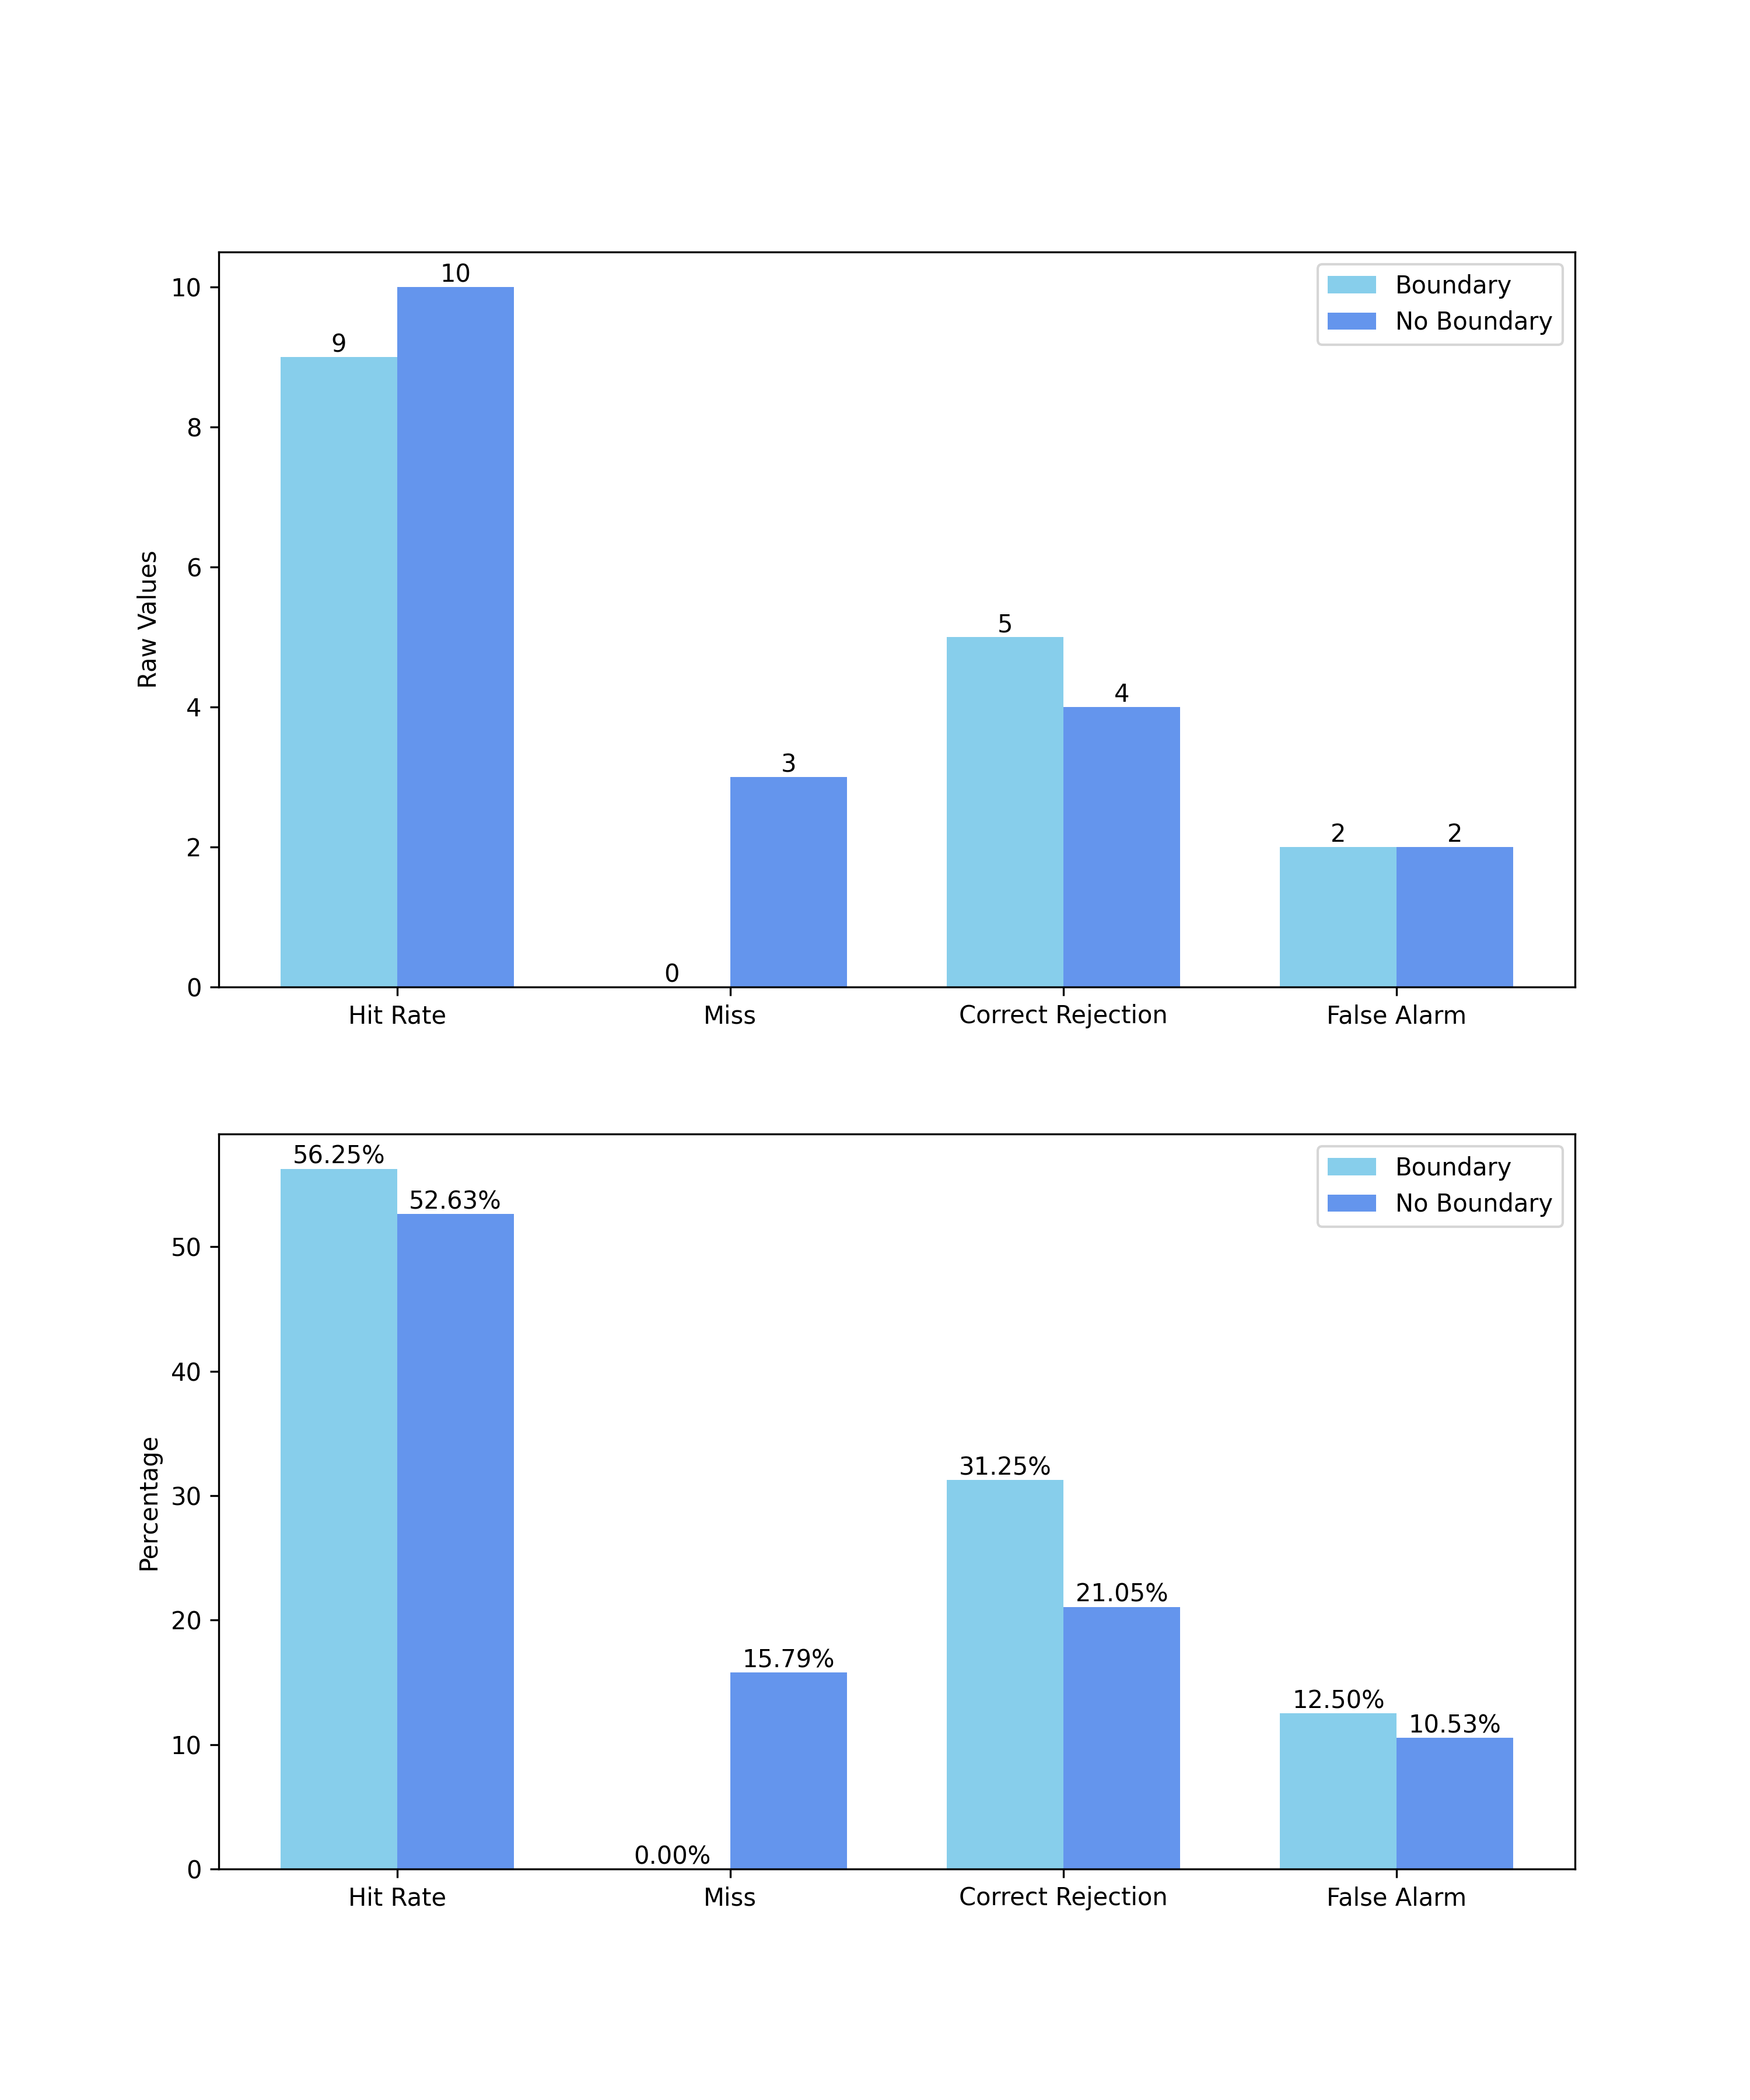 10
9
10
8
6
4
2
0
Raw Values
0
3
5
4
2
2
Boundary
No Boundary
Hit Rate
Miss
Correct Rejection
False Alarm
56.25%
52.63%
50
40
30
20
10
0
Percentage
0.00%
15.79%
31.25%
21.05%
12.50%
10.53%
Boundary
No Boundary
Hit Rate
Miss
Correct Rejection
False Alarm